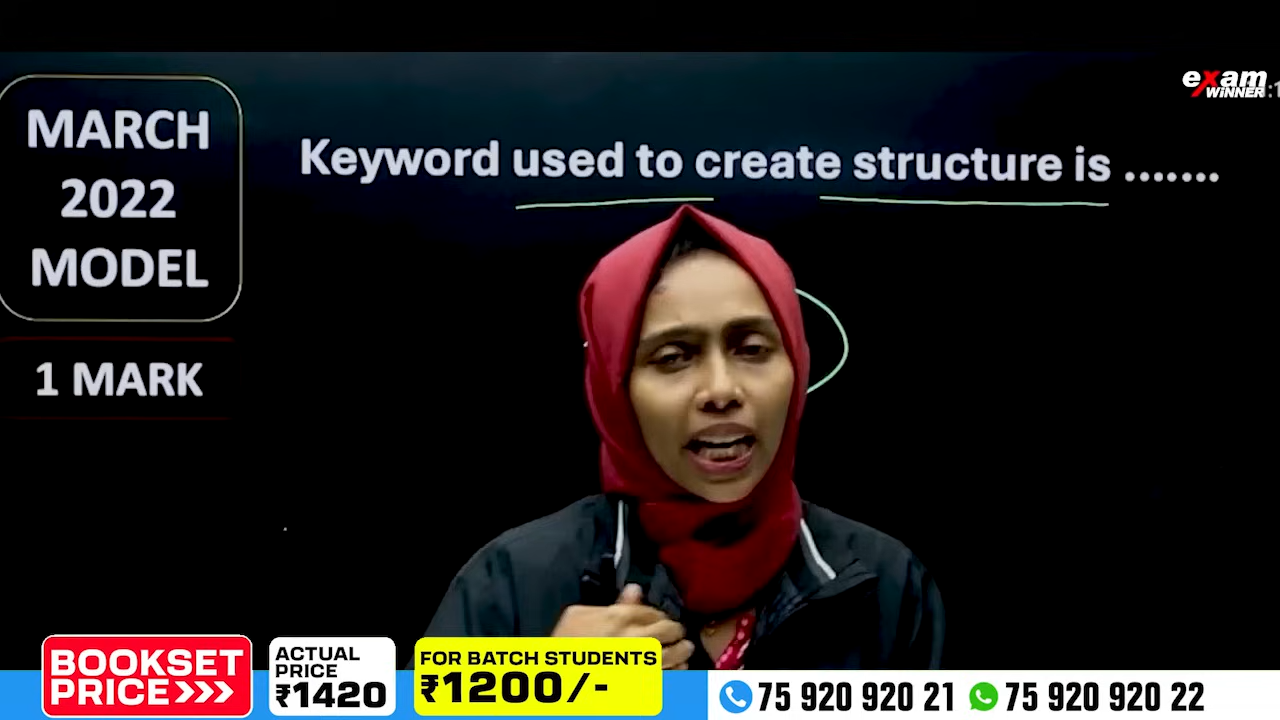 MARCH
2022
MODEL
1 MARK
Keyword used to create structure is .......
exam
WINNER
BOOKSET
PRICE>>>
ACTUAL
PRICE
₹1420
FOR BATCH STUDENTS
₹1200/-
75 920 920 21
75 920 920 22